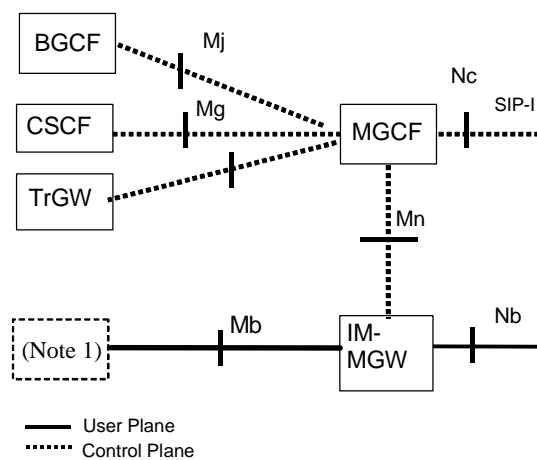 BGCF
Mj
Nc
SIP-I
CSCF
Mg
MGCF
TrGW
Mn
(Note 1)
Mb
IM-
MGW
Nb
User Plane
Control Plane